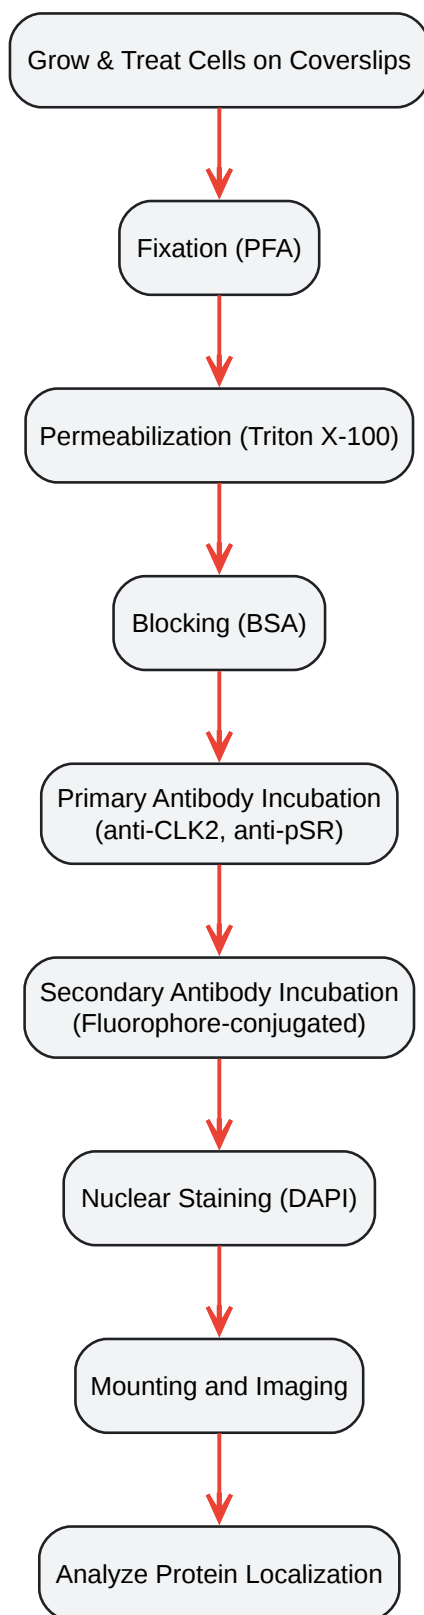 Grow & Treat Cells on Coverslips
Fixation (PFA)
Permeabilization (Triton X-100)
Blocking (BSA)
Primary Antibody Incubation
(anti-CLK2, anti-pSR)
Secondary Antibody Incubation
(Fluorophore-conjugated)
Nuclear Staining (DAPI)
Mounting and Imaging
Analyze Protein Localization